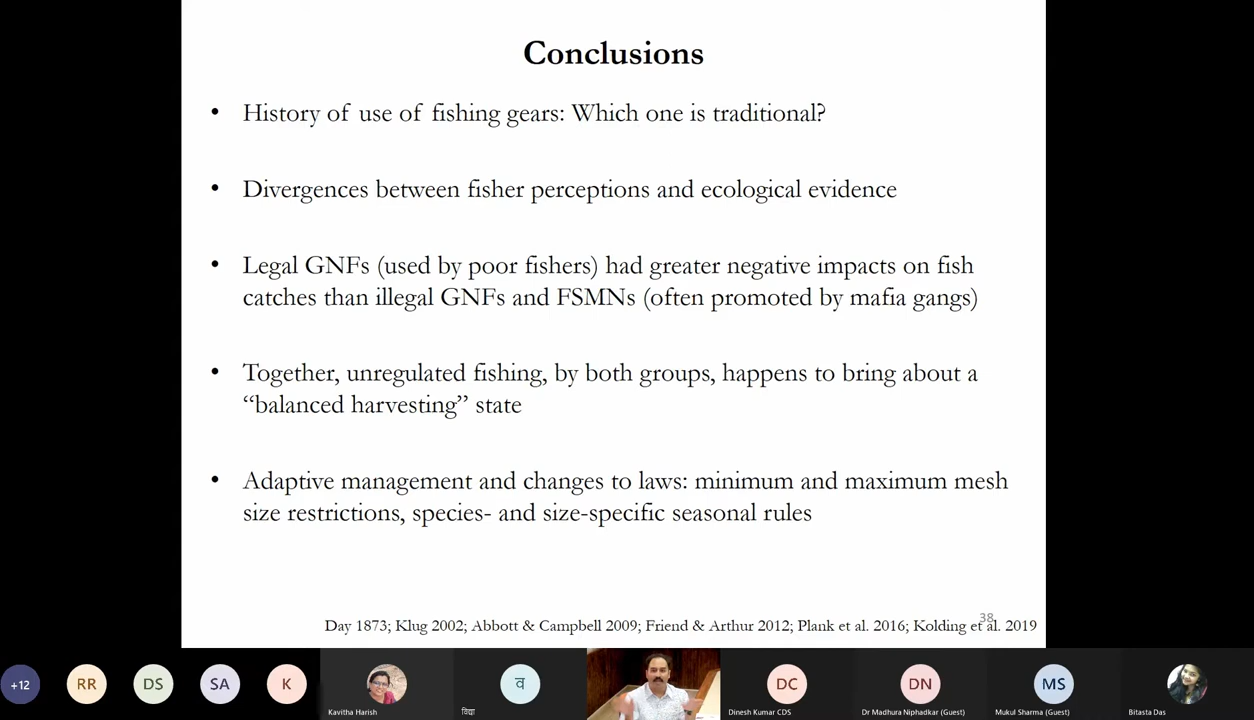 Conclusions
• History of use of fishing gears: Which one is traditional?
• Divergences between fisher perceptions and ecological evidence
• Legal GNFs (used by poor fishers) had greater negative impacts on fish
catches than illegal GNFs and FSMNs (often promoted by mafia gangs)
• Together, unregulated fishing, by both groups, happens to bring about a
“balanced harvesting” state
• Adaptive management and changes to laws: minimum and maximum mesh
size restrictions, species- and size-specific seasonal rules
38
Day 1873; Klug 2002; Abbott & Campbell 2009; Friend & Arthur 2012; Plank et al. 2016; Kolding et al. 2019
+12
RR
DS
SA
K
Kavitha Harish
व
विद्या
DC
Dinesh Kumar CDS
DN
Dr Madhura Niphadkar (Guest)
MS
Mukul Sharma (Guest)
Bitasta Das